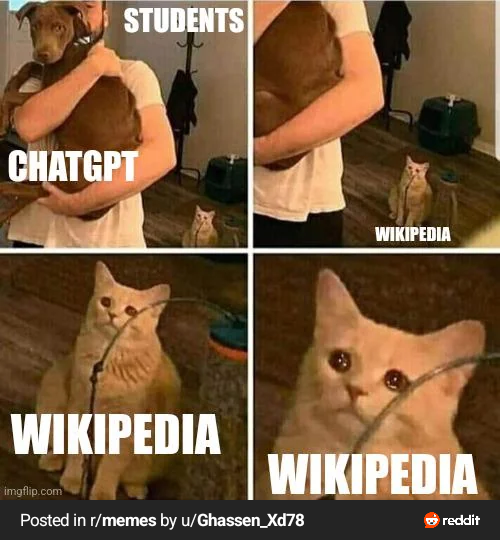 STUDENTS
CHATGPT
WIKIPEDIA
WIKIPEDIA
WIKIPEDIA
imgflip.com
Posted in r/memes by u/Ghassen_Xd78
reddit